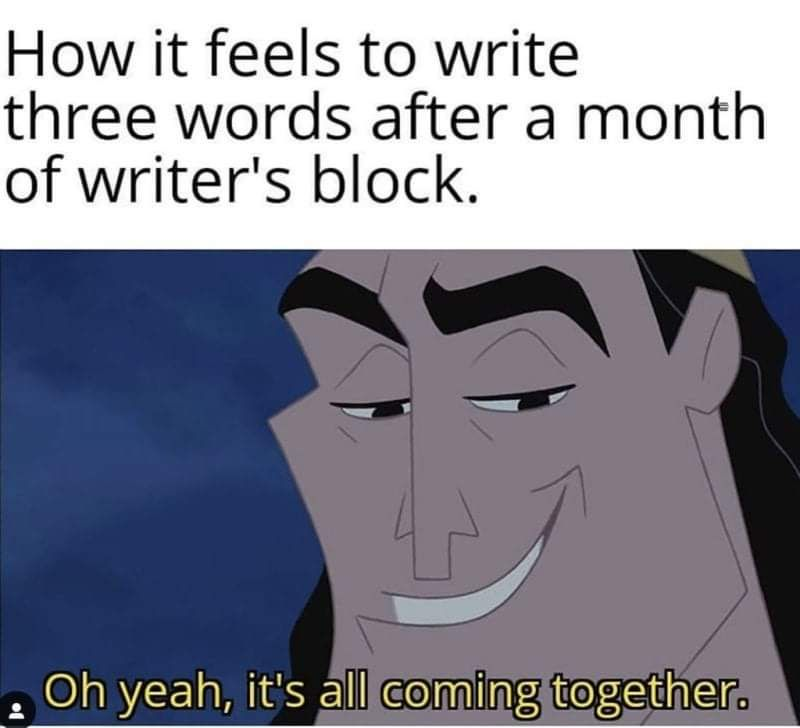 How it feels to write
three words after a month
of writer's block.
Oh yeah, it's all coming together.